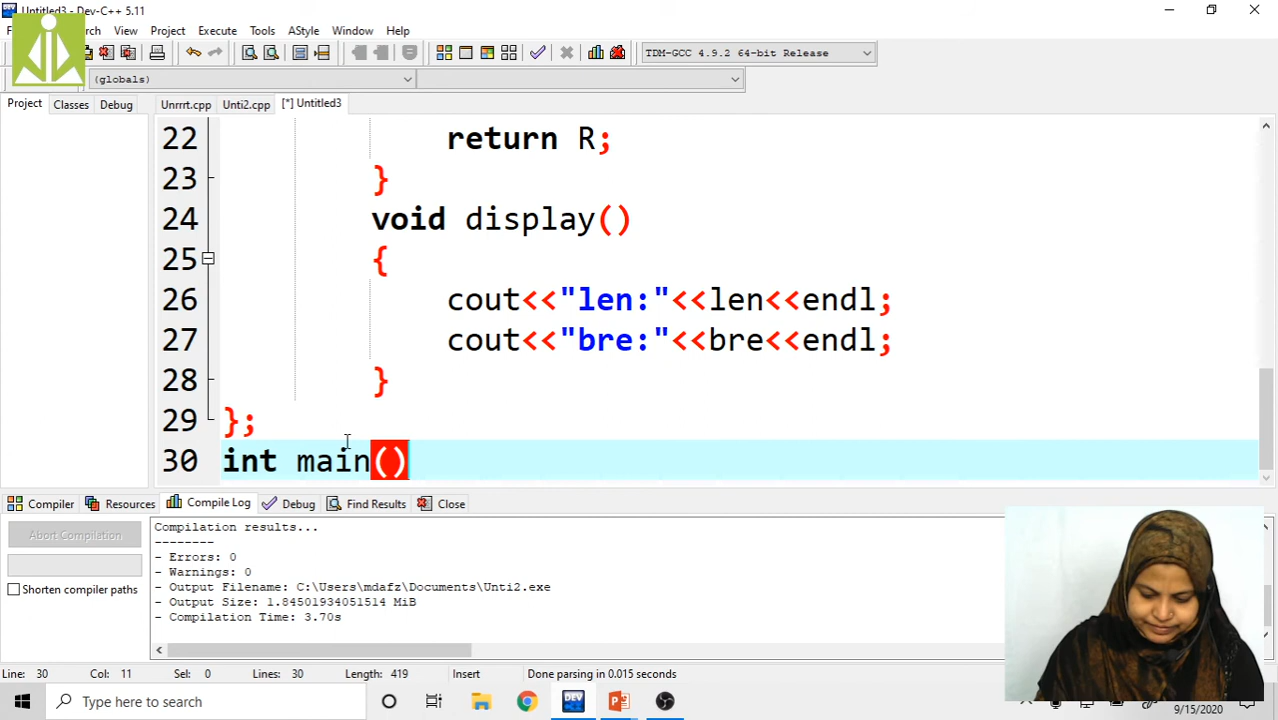 Untitled3 - Dev-C++ 5.11
View Project Execute Tools AStyle Window Help
TDM-GCC 4.9.2 64-bit Release
(globals)
Project Classes Debug
Unrrrt.cpp Unti2.cpp [*] Untitled3
22 return R;
23 }
24 void display()
25 {
26 cout<<"len:"<<len<<endl;
27 cout<<"bre:"<<bre<<endl;
28 }
29 };
30 int main()
Compiler Resources Compile Log Debug Find Results Close
Abort Compilation
Shorten compiler paths
Compilation results...
--------
- Errors: 0
- Warnings: 0
- Output Filename: C:\Users\mdafz\Documents\Unti2.exe
- Output Size: 1.84501934051514 MiB
- Compilation Time: 3.70s
Line: 30 Col: 11 Sel: 0 Lines: 30 Length: 419 Insert Done parsing in 0.015 seconds
Type here to search
DEV
9/15/2020